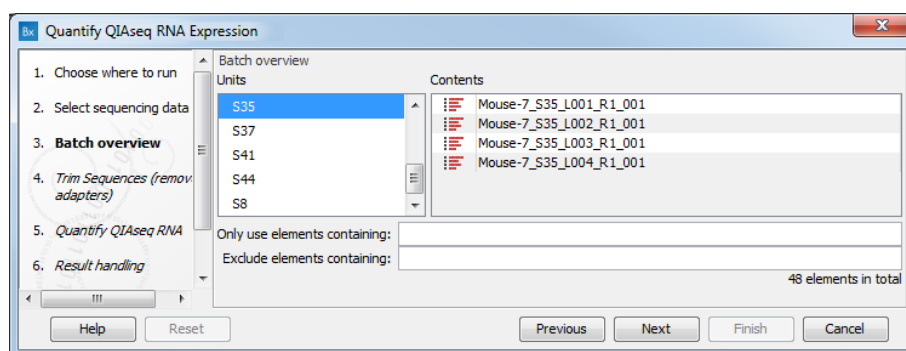 Bx Quantify QIAseq RNA Expression
1. Choose where to run
2. Select sequencing data
3. Batch overview
4. Trim Sequences (remov
adapters)
5. Quantify QIAseq RNA
6. Result handling
Batch overview
Units
S35
S37
S41
S44
S8
Contents
Mouse-7_S35_L001_R1_001
Mouse-7_S35_L002_R1_001
Mouse-7_S35_L003_R1_001
Mouse-7_S35_L004_R1_001
Only use elements containing:
Exclude elements containing:
48 elements in total
Help Reset Previous Next Finish Cancel